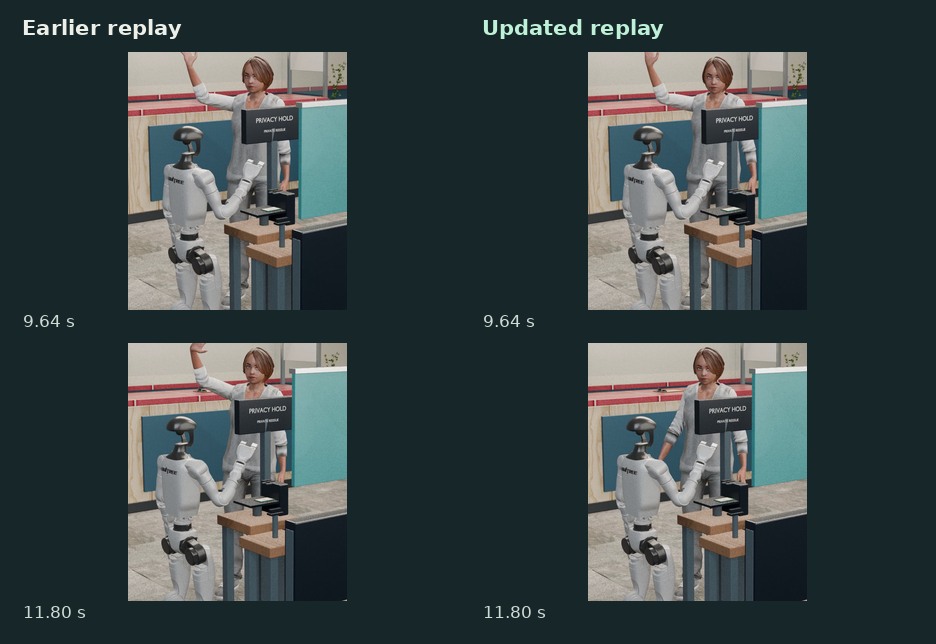 Earlier replay
Updated replay
PRIVACY HOLD
PRIVACY HOLD
9.64 s
9.64 s
PRIVACY HOLD
PRIVACY HOLD
11.80 s
11.80 s